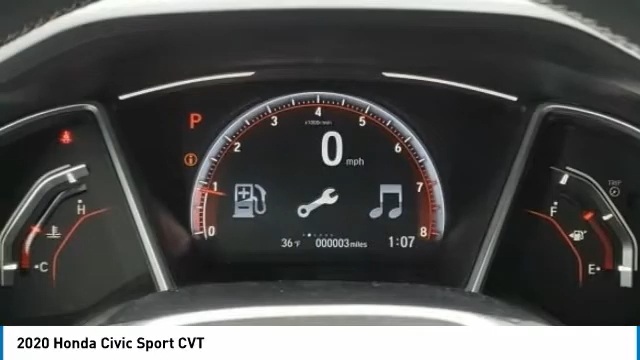 P
4
3 5
x1000r/min
2 6
0 mph
1 7
0 8
H
C
TRIP
F
E
36°F 000003miles 1:07
2020 Honda Civic Sport CVT